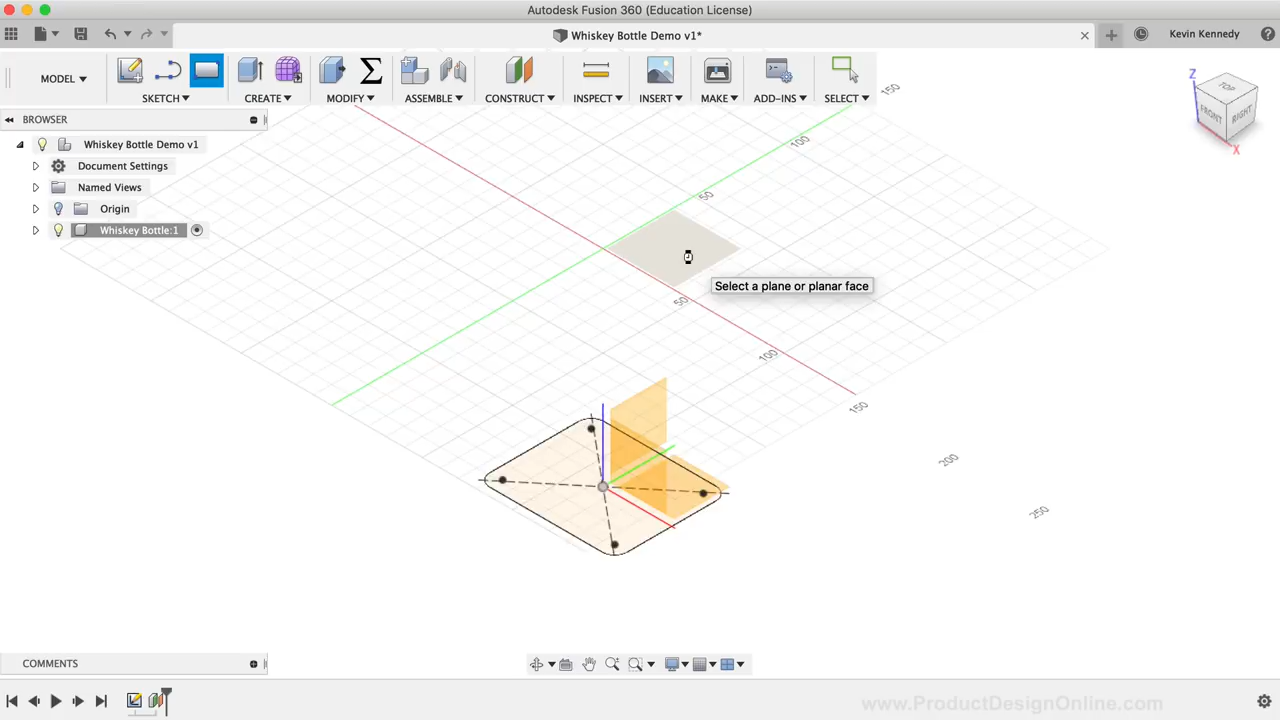 Autodesk Fusion 360 (Education License)
Whiskey Bottle Demo v1*
Kevin Kennedy
MODEL
SKETCH
CREATE
MODIFY
ASSEMBLE
CONSTRUCT
INSPECT
INSERT
MAKE
ADD-INS
SELECT
BROWSER
Whiskey Bottle Demo v1
Document Settings
Named Views
Origin
Whiskey Bottle:1
Z
TOP
FRONT
RIGHT
X
150
100
50
Select a plane or planar face
50
100
150
200
250
COMMENTS
www.ProductDesignOnline.com